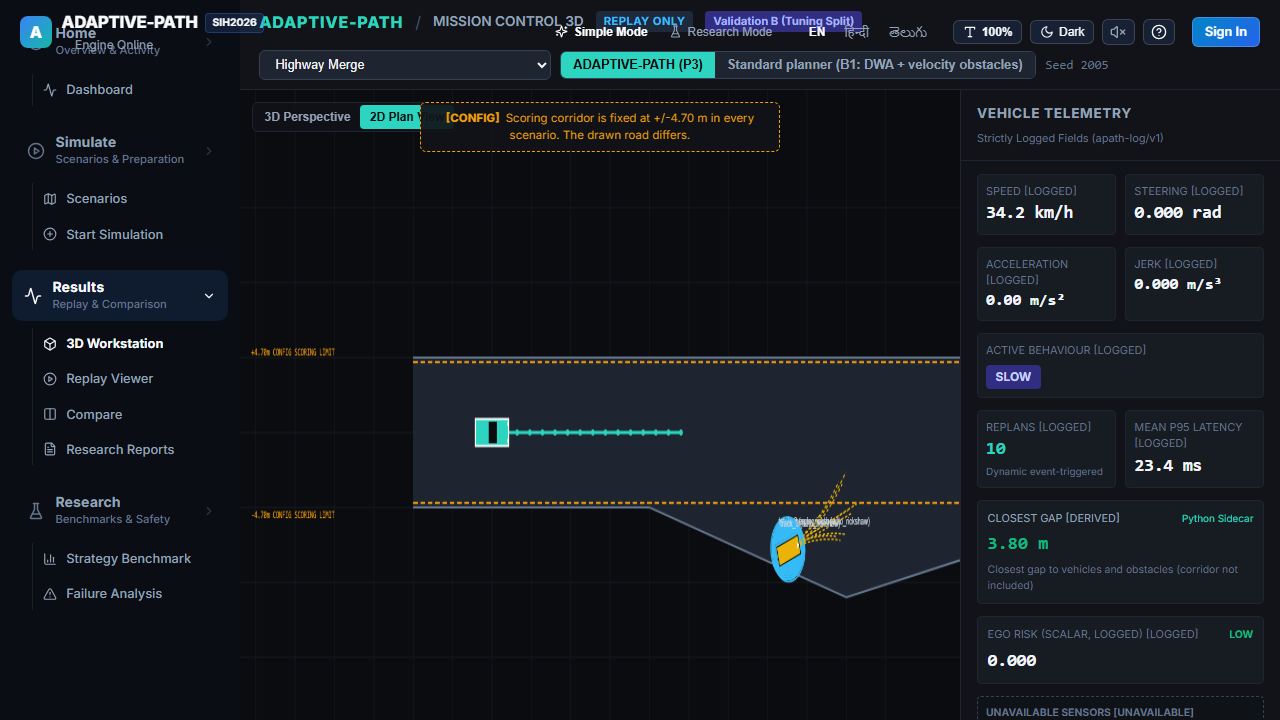 A
ADAPTIVE-PATH
SIH2026
Engine Online
ADAPTIVE-PATH / MISSION CONTROL 3D
REPLAY ONLY
Validation B (Tuning Split)
Simple Mode
Research Mode
EN
हिन्दी
తెలుగు
100%
Dark
Sign In
Highway Merge
ADAPTIVE-PATH (P3)
Standard planner (B1: DWA + velocity obstacles)
Seed 2005
Home
Overview & Activity
Dashboard
Simulate
Scenarios & Preparation
Scenarios
Start Simulation
Results
Replay & Comparison
3D Workstation
Replay Viewer
Compare
Research Reports
Research
Benchmarks & Safety
Strategy Benchmark
Failure Analysis
3D Perspective
2D Plan View
[CONFIG] Scoring corridor is fixed at +/-4.70 m in every
scenario. The drawn road differs.
+4.70m CONFIG SCORING LIMIT
-4.70m CONFIG SCORING LIMIT
VEHICLE TELEMETRY
Strictly Logged Fields (apath-log/v1)
SPEED [LOGGED]
34.2 km/h
STEERING [LOGGED]
0.000 rad
ACCELERATION
[LOGGED]
0.00 m/s²
JERK [LOGGED]
0.000 m/s³
ACTIVE BEHAVIOUR [LOGGED]
SLOW
REPLANS [LOGGED]
10
Dynamic event-triggered
MEAN P95 LATENCY
[LOGGED]
23.4 ms
CLOSEST GAP [DERIVED]
Python Sidecar
3.80 m
Closest gap to vehicles and obstacles (corridor not
included)
EGO RISK (SCALAR, LOGGED) [LOGGED]
LOW
0.000
UNAVAILABLE SENSORS [UNAVAILABLE]